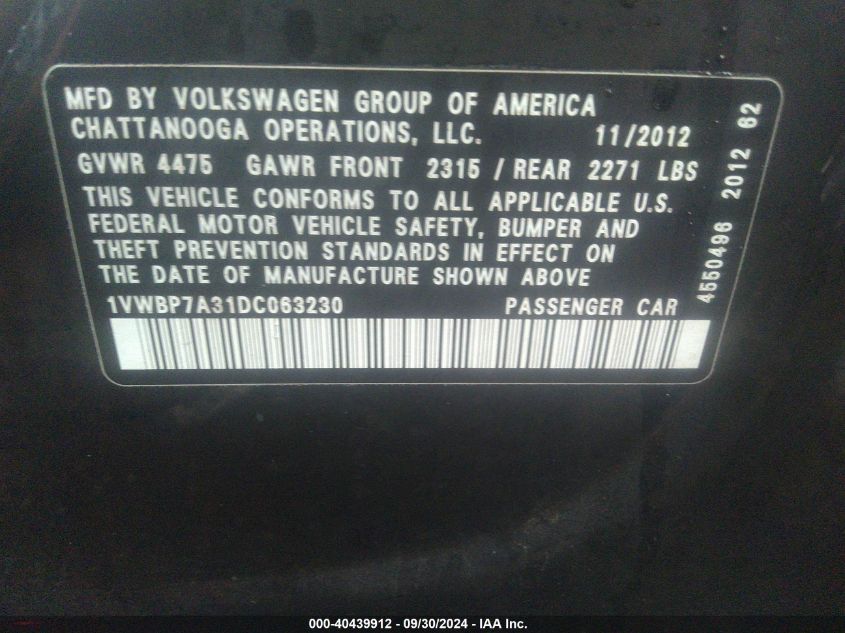 MFD BY VOLKSWAGEN GROUP OF AMERICA
CHATTANOOGA OPERATIONS, LLC. 11/2012
GVWR 4475 GAWR FRONT 2315 / REAR 2271 LBS
THIS VEHICLE CONFORMS TO ALL APPLICABLE U.S.
FEDERAL MOTOR VEHICLE SAFETY, BUMPER AND
THEFT PREVENTION STANDARDS IN EFFECT ON
THE DATE OF MANUFACTURE SHOWN ABOVE
1VWBP7A31DC063230 PASSENGER CAR
4550496 2012 62
000-40439912 - 09/30/2024 - IAA Inc.